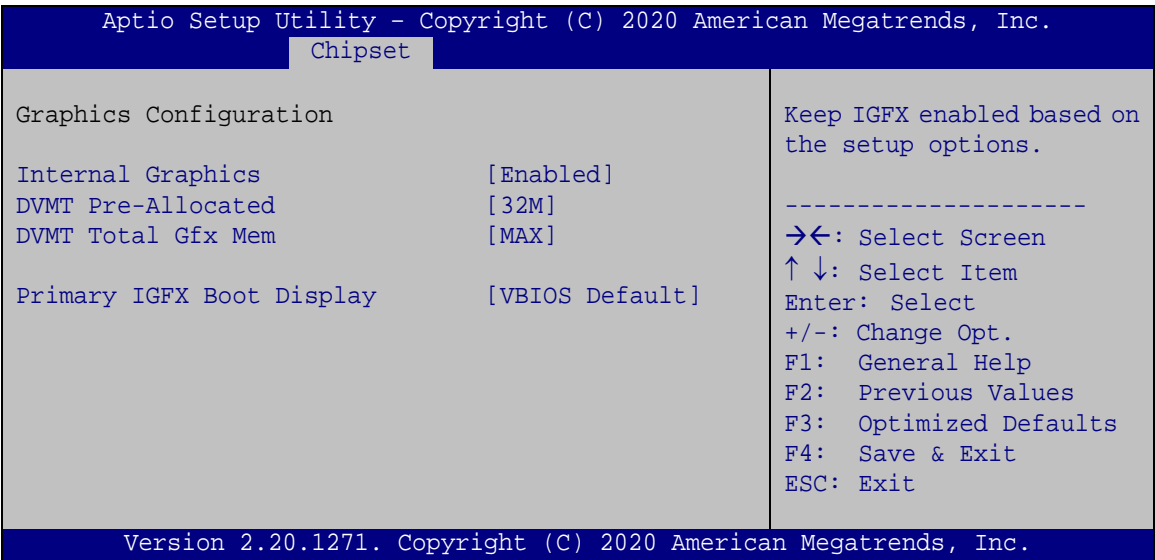 Aptio Setup Utility – Copyright (C) 2020 American Megatrends, Inc.
Chipset
Graphics Configuration
Internal Graphics [Enabled]
DVMT Pre-Allocated [32M]
DVMT Total Gfx Mem [MAX]
Primary IGFX Boot Display [VBIOS Default]
Keep IGFX enabled based on
the setup options.
---------------------
→←: Select Screen
↑ ↓: Select Item
Enter: Select
+/-: Change Opt.
F1: General Help
F2: Previous Values
F3: Optimized Defaults
F4: Save & Exit
ESC: Exit
Version 2.20.1271. Copyright (C) 2020 American Megatrends, Inc.